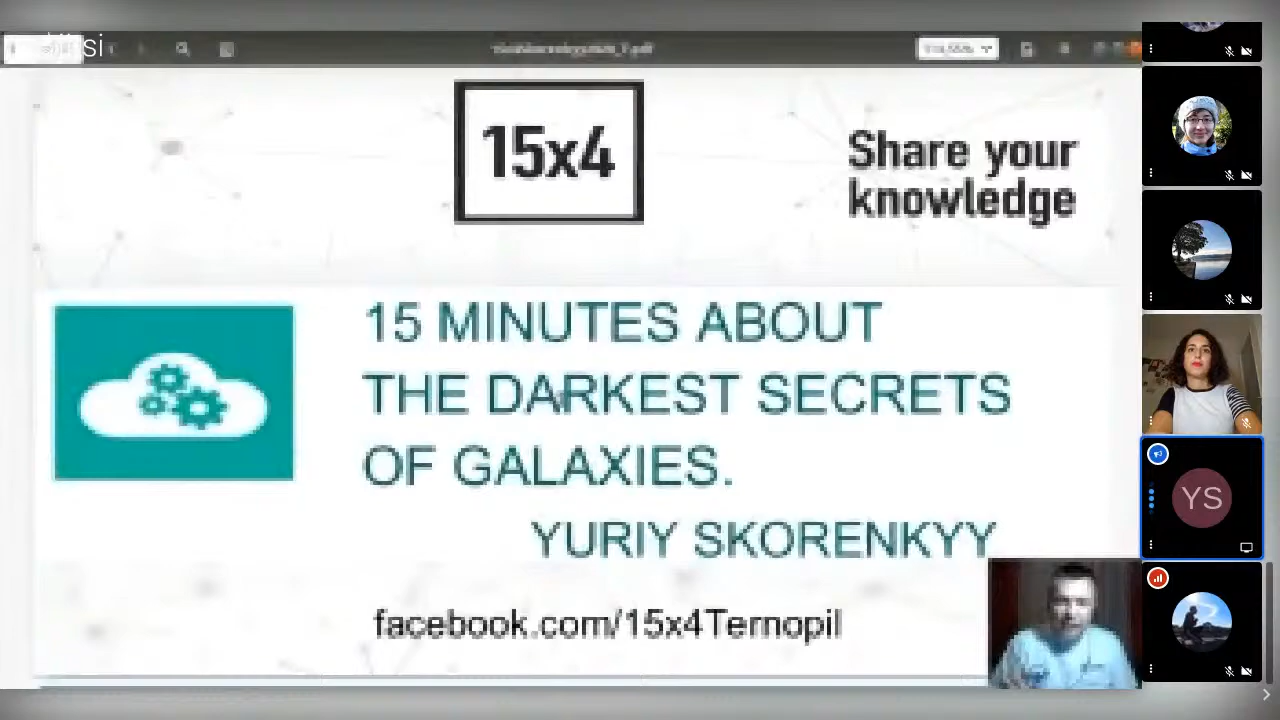 15x4
Share your
knowledge
15 MINUTES ABOUT
THE DARKEST SECRETS
OF GALAXIES.
YURIY SKORENKYY
facebook.com/15x4Ternopil
YS